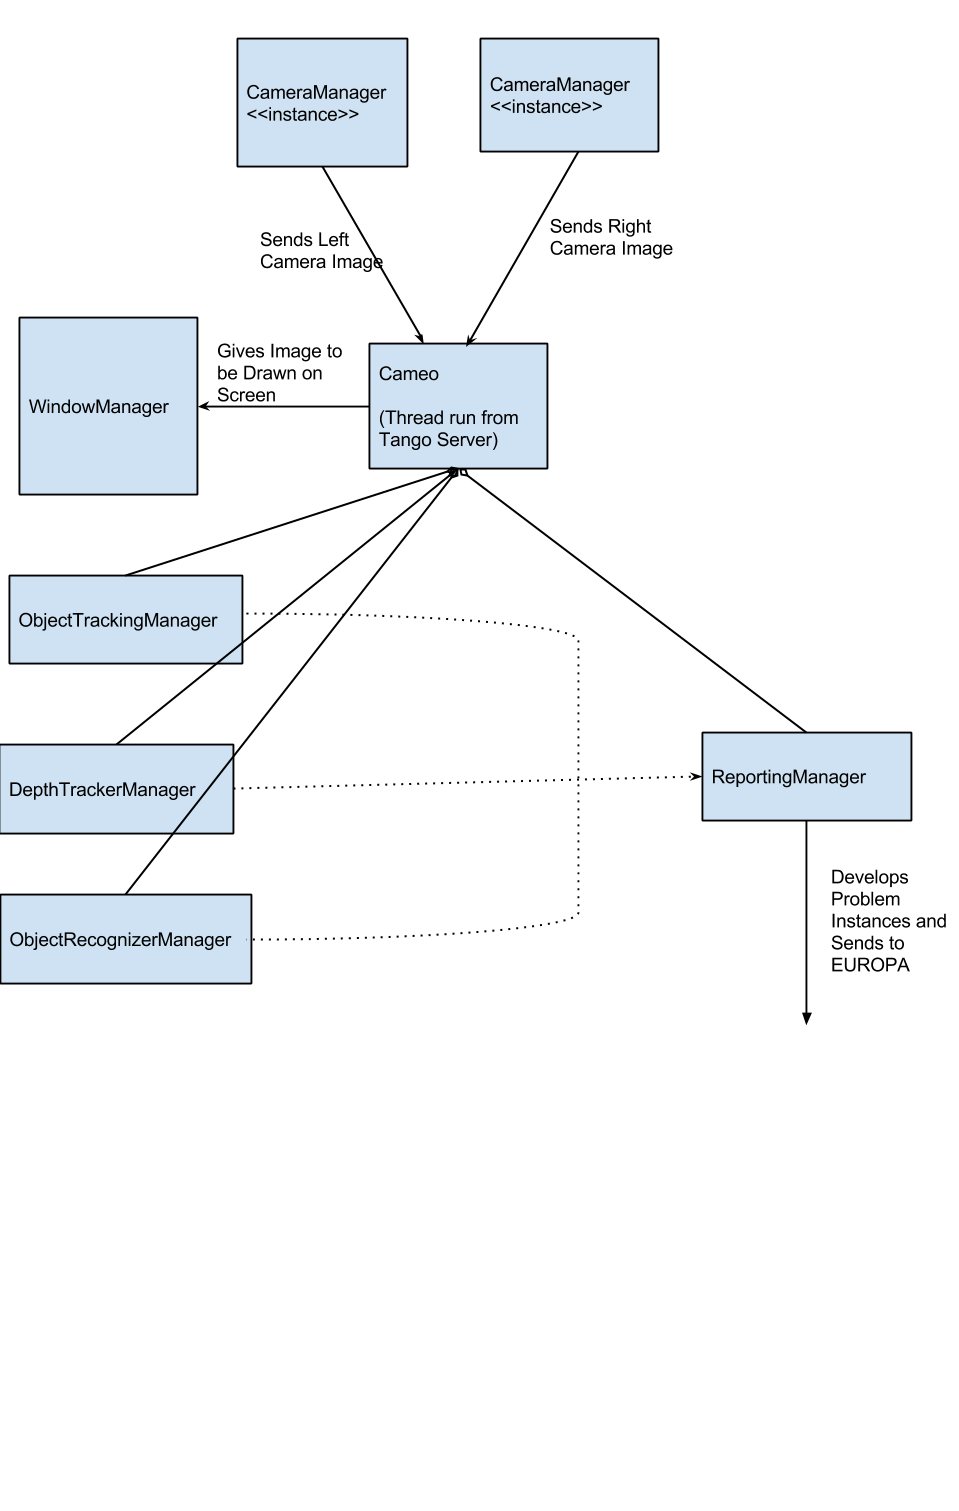 CameraManager
<<instance>>
CameraManager
<<instance>>
Sends Left
Camera Image
Sends Right
Camera Image
Gives Image to
be Drawn on
Screen
WindowManager
Cameo
(Thread run from
Tango Server)
ObjectTrackingManager
DepthTrackerManager
ReportingManager
ObjectRecognizerManager
Develops
Problem
Instances and
Sends to
EUROPA